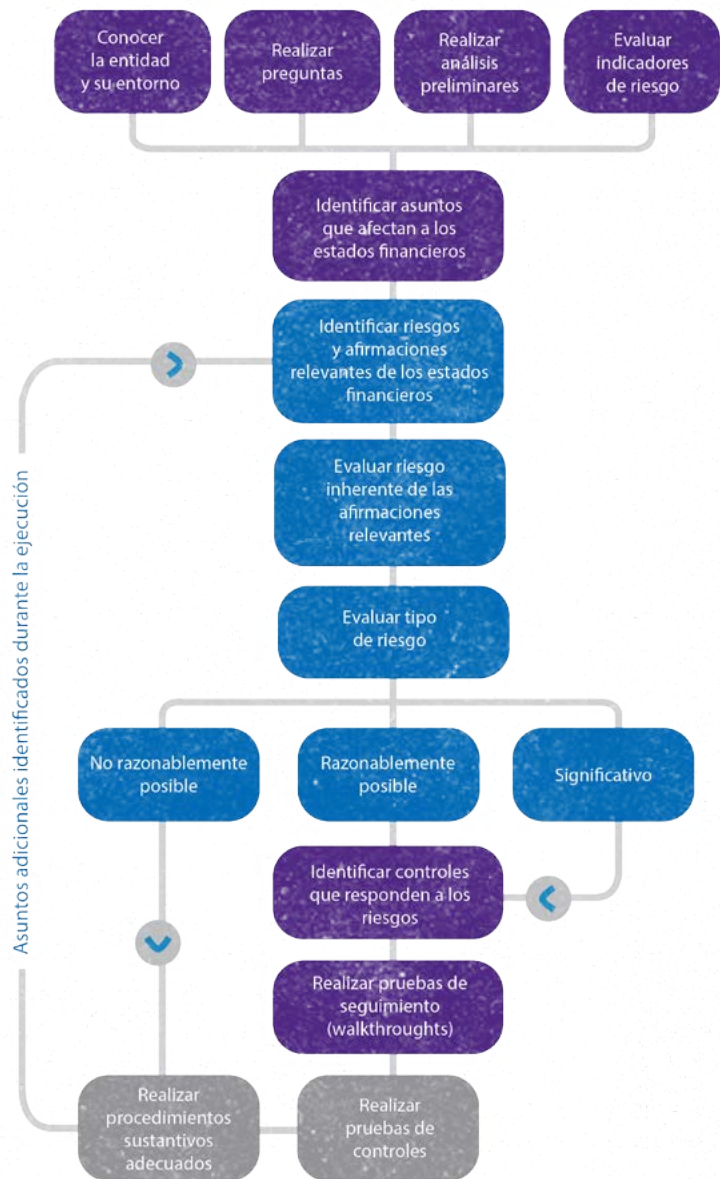 Conocer
la entidad
y su entorno
Realizar
preguntas
Realizar
análisis
preliminares
Evaluar
indicadores
de riesgo
Identificar asuntos
que afectan a los
estados financieros
Identificar riesgos
y afirmaciones
relevantes de los estados
financieros
Evaluar riesgo
inherente de las
afirmaciones
relevantes
Evaluar tipo
de riesgo
No razonablemente
posible
Razonablemente
posible
Significativo
Identificar controles
que responden a los
riesgos
Realizar pruebas de
seguimiento
(walkthroughts)
Realizar
procedimientos
sustantivos
adecuados
Realizar
pruebas de
controles
Asuntos adicionales identificados durante la ejecución